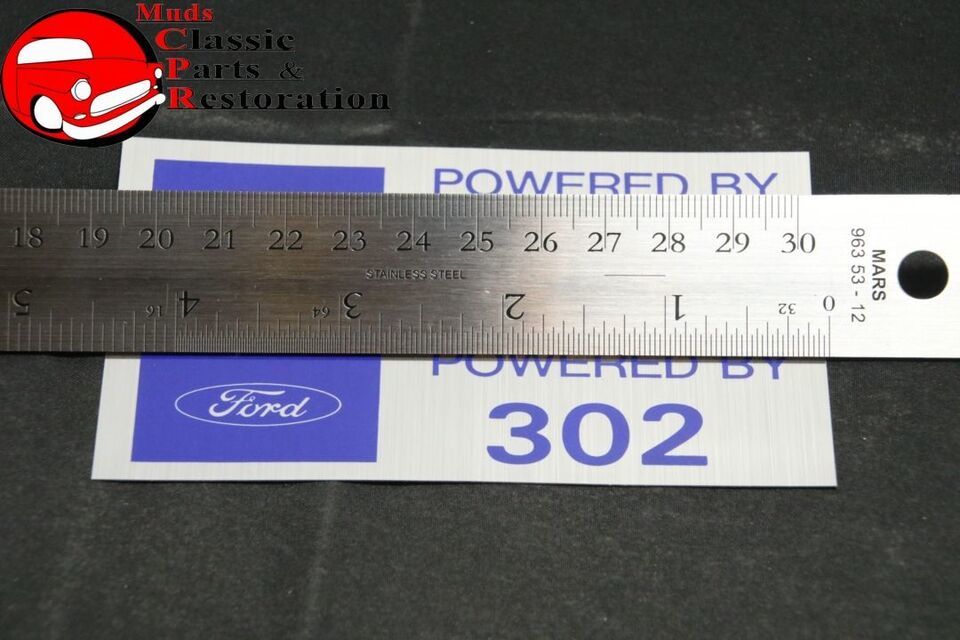 Muds
Classic
Parts &
Restoration
POWERED BY
18 19 20 21 22 23 24 25 26 27 28 29 30
STAINLESS STEEL
MARS
963 53 - 12
5 4 3 2 1 0
16 64 32
POWERED BY
Ford
302